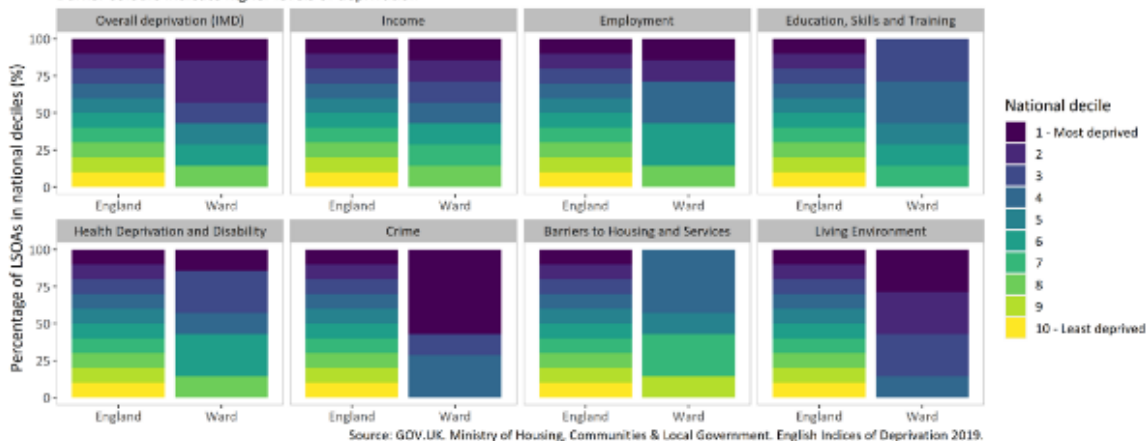 Overall deprivation (IMD) Income Employment Education, Skills and Training
100
75
50
25
0
England Ward England Ward England Ward England Ward
Health Deprivation and Disability Crime Barriers to Housing and Services Living Environment
100
75
50
25
0
England Ward England Ward England Ward England Ward
Percentage of LSOAs in national deciles (%)
National decile
1 - Most deprived
2
3
4
5
6
7
8
9
10 - Least deprived
Source: GOV.UK. Ministry of Housing, Communities & Local Government. English Indices of Deprivation 2019.